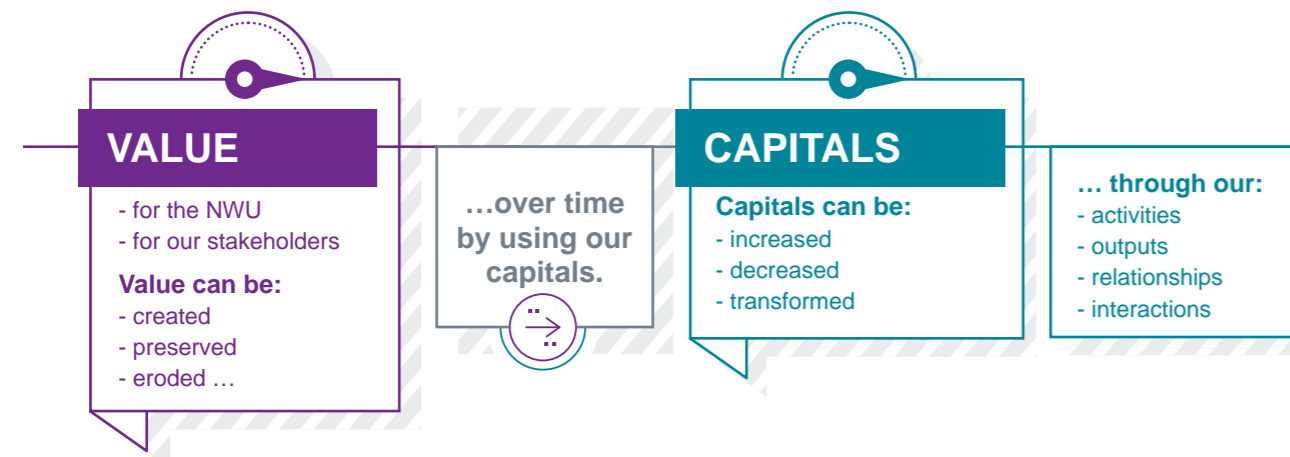 VALUE
- for the NWU
- for our stakeholders
Value can be:
- created
- preserved
- eroded …
…over time
by using our
capitals.
CAPITALS
Capitals can be:
- increased
- decreased
- transformed
… through our:
- activities
- outputs
- relationships
- interactions